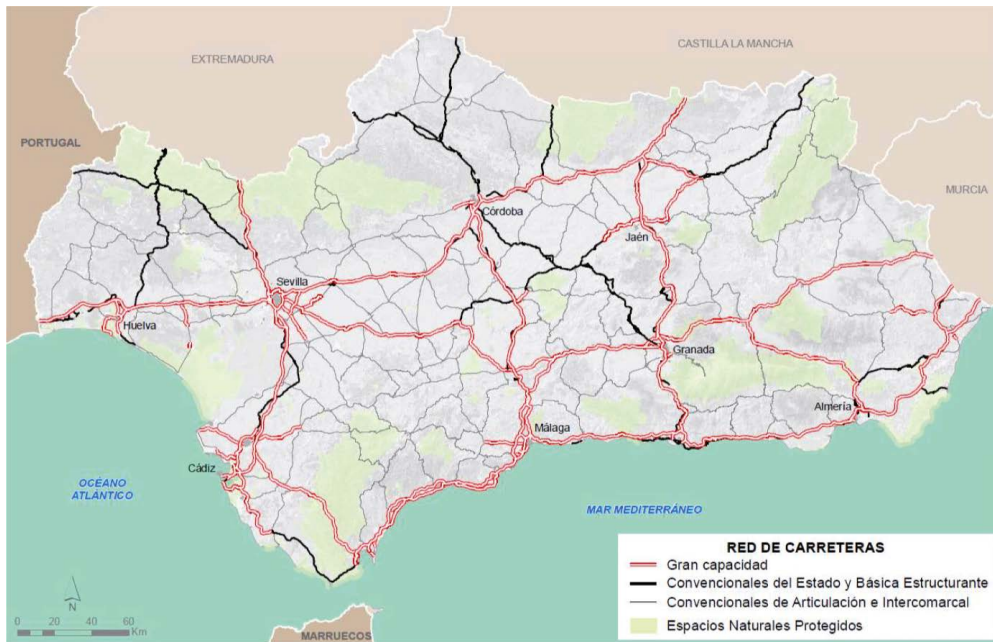 EXTREMADURA
CASTILLA LA MANCHA
PORTUGAL
MURCIA
Córdoba
Jaén
Sevilla
Huelva
Granada
Almería
Málaga
Cádiz
OCÉANO
ATLÁNTICO
MAR MEDITERRÁNEO
RED DE CARRETERAS
Gran capacidad
Convencionales del Estado y Básica Estructurante
Convencionales de Articulación e Intercomarcal
Espacios Naturales Protegidos
N
0 20 40 60
Km
MARRUECOS